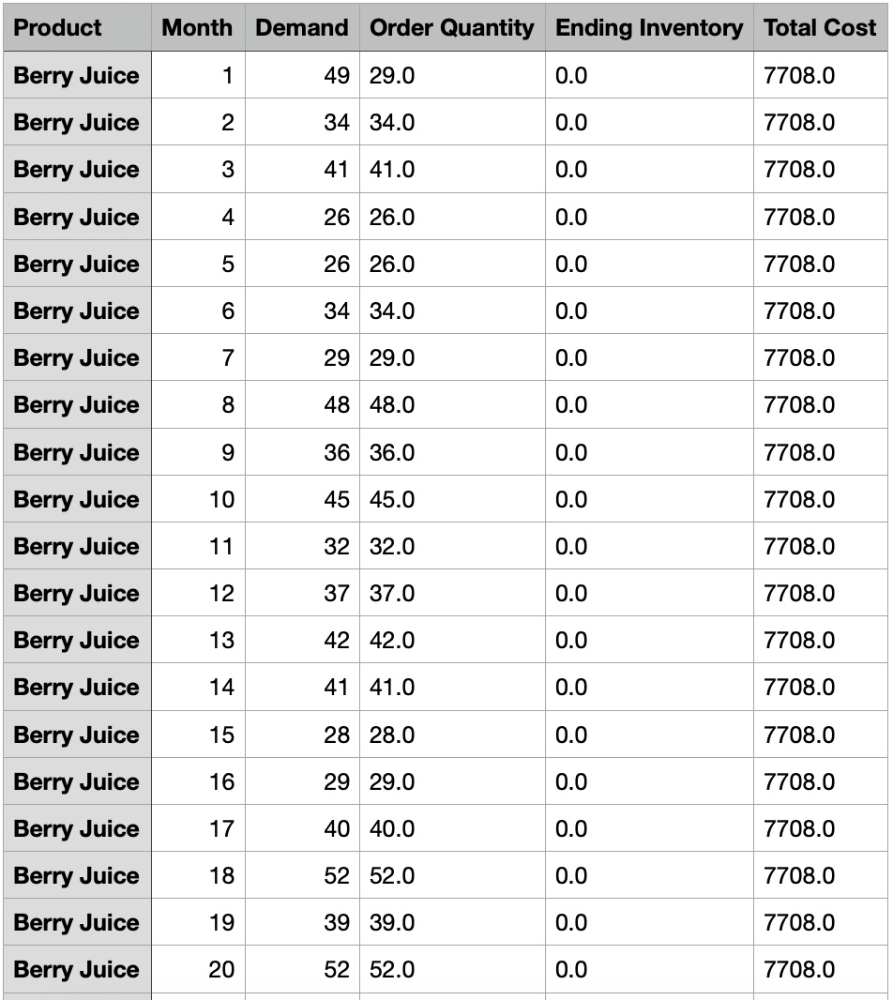 Product Month Demand Order Quantity Ending Inventory Total Cost
Berry Juice 1 49 29.0 0.0 7708.0
Berry Juice 2 34 34.0 0.0 7708.0
Berry Juice 3 41 41.0 0.0 7708.0
Berry Juice 4 26 26.0 0.0 7708.0
Berry Juice 5 26 26.0 0.0 7708.0
Berry Juice 6 34 34.0 0.0 7708.0
Berry Juice 7 29 29.0 0.0 7708.0
Berry Juice 8 48 48.0 0.0 7708.0
Berry Juice 9 36 36.0 0.0 7708.0
Berry Juice 10 45 45.0 0.0 7708.0
Berry Juice 11 32 32.0 0.0 7708.0
Berry Juice 12 37 37.0 0.0 7708.0
Berry Juice 13 42 42.0 0.0 7708.0
Berry Juice 14 41 41.0 0.0 7708.0
Berry Juice 15 28 28.0 0.0 7708.0
Berry Juice 16 29 29.0 0.0 7708.0
Berry Juice 17 40 40.0 0.0 7708.0
Berry Juice 18 52 52.0 0.0 7708.0
Berry Juice 19 39 39.0 0.0 7708.0
Berry Juice 20 52 52.0 0.0 7708.0